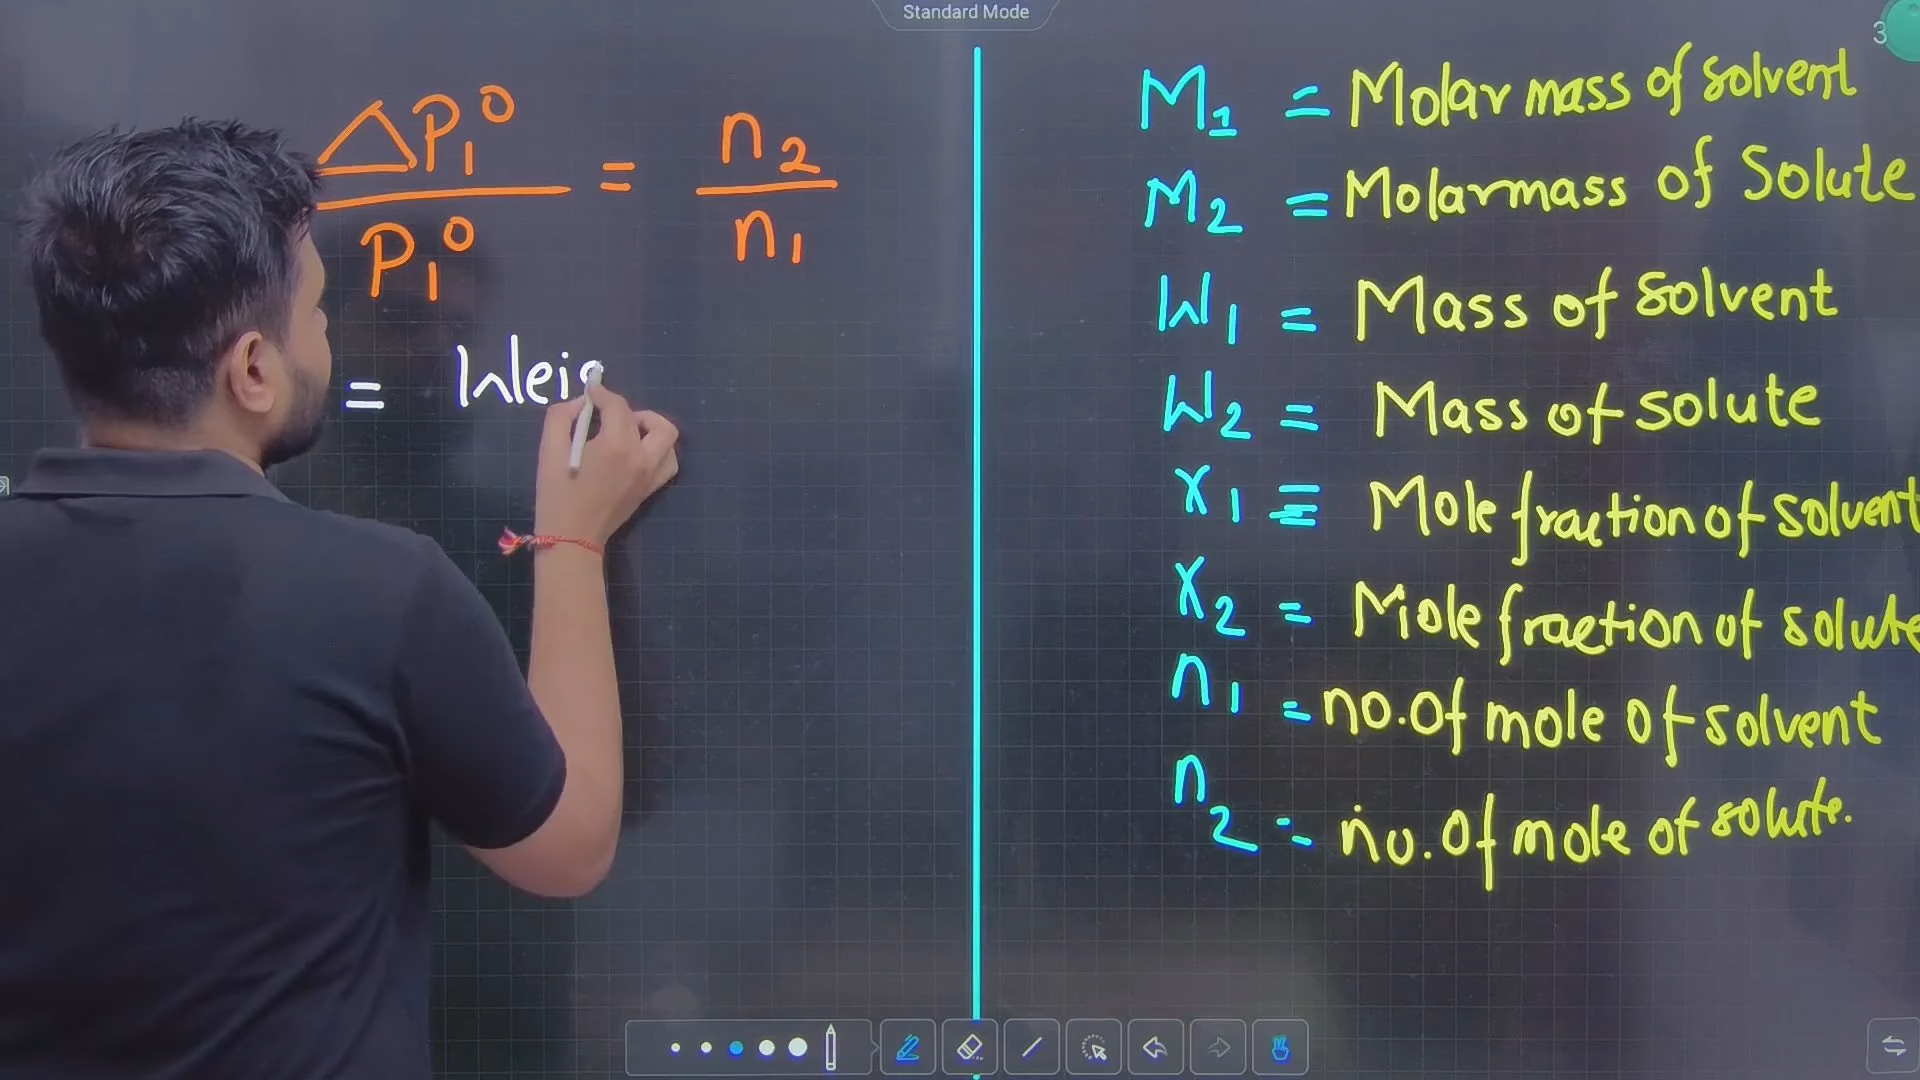 Standard Mode
3
ΔP₁⁰ / P₁⁰ = n₂ / n₁
= Weig
M₁ = Molar mass of solvent
M₂ = Molarmass of Solute
W₁ = Mass of solvent
W₂ = Mass of solute
x₁ = Mole fraction of solvent
x₂ = Mole fraction of solute
n₁ = no. of mole of solvent
n₂ = no. of mole of solute.